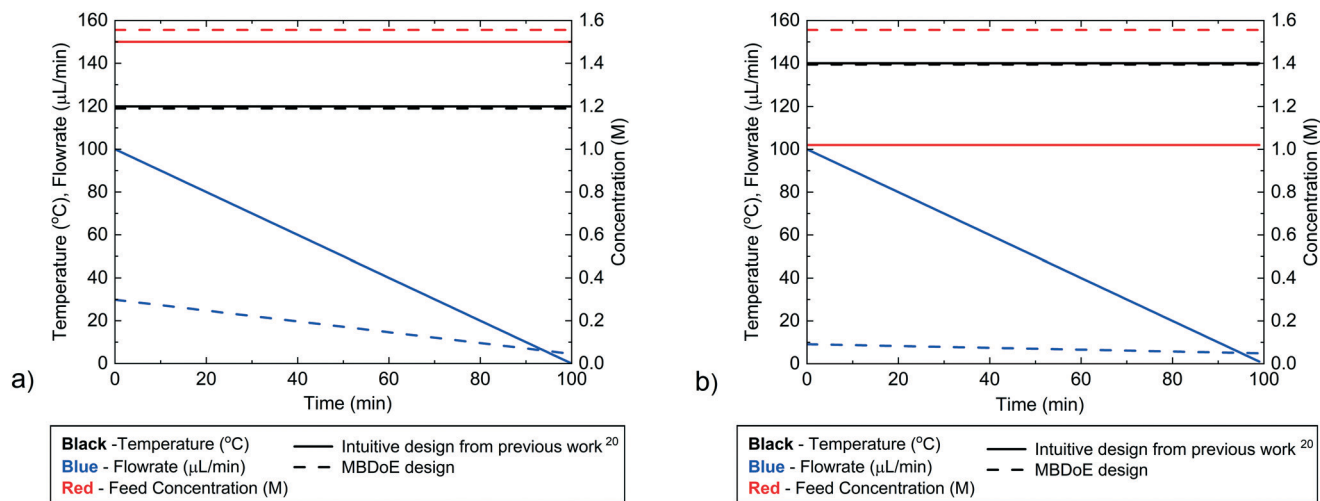 160
140
120
100
80
60
40
20
0
Temperature (°C), Flowrate (µL/min)
1.6
1.4
1.2
1.0
0.8
0.6
0.4
0.2
0.0
Concentration (M)
0 20 40 60 80 100
Time (min)
a)
Black -Temperature (°C)
Blue - Flowrate (µL/min)
Red - Feed Concentration (M)
Intuitive design from previous work 20
MBDoE design
160
140
120
100
80
60
40
20
0
Temperature (°C), Flowrate (µL/min)
1.6
1.4
1.2
1.0
0.8
0.6
0.4
0.2
0.0
Concentration (M)
0 20 40 60 80 100
Time (min)
b)
Black -Temperature (°C)
Blue - Flowrate (µL/min)
Red - Feed Concentration (M)
Intuitive design from previous work 20
MBDoE design